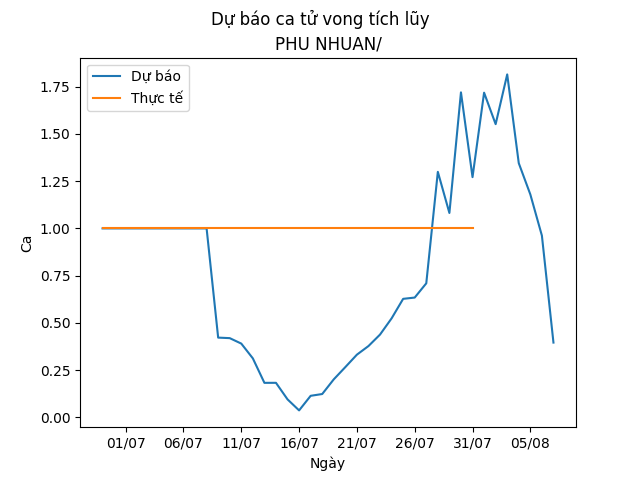 Dự báo ca tử vong tích lũy
PHU NHUAN/
Dự báo
Thực tế
1.75
1.50
1.25
1.00
0.75
0.50
0.25
0.00
Ca
01/07 06/07 11/07 16/07 21/07 26/07 31/07 05/08
Ngày